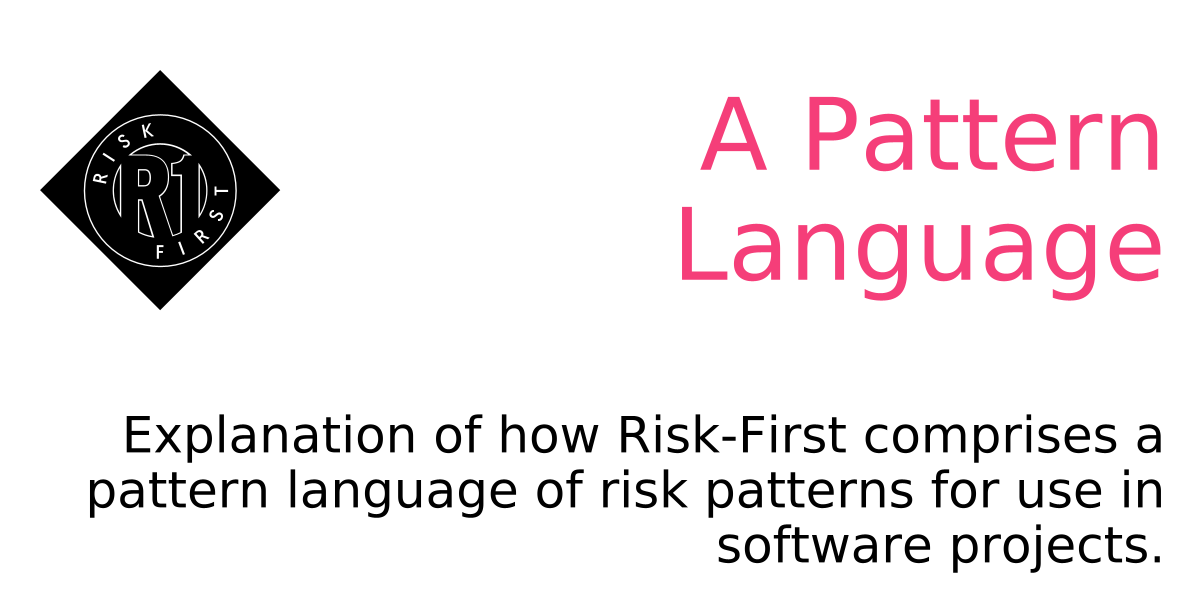 RISK
R1
FIRST
A Pattern
Language
Explanation of how Risk-First comprises a
pattern language of risk patterns for use in
software projects.